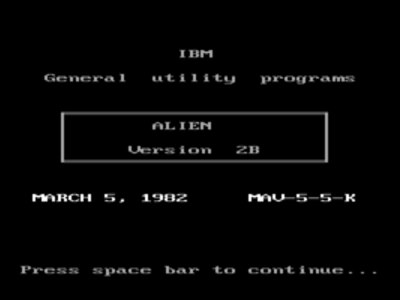 IBM
General utility programs
ALIEN
Version 2B
MARCH 5, 1982 MAV-5-5-K
Press space bar to continue...